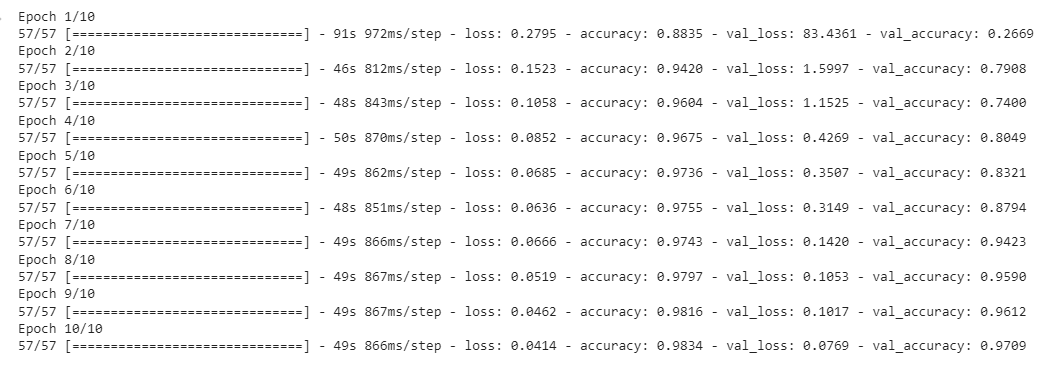 Epoch 1/10
57/57 [==============================] - 91s 972ms/step - loss: 0.2795 - accuracy: 0.8835 - val_loss: 83.4361 - val_accuracy: 0.2669
Epoch 2/10
57/57 [==============================] - 46s 812ms/step - loss: 0.1523 - accuracy: 0.9420 - val_loss: 1.5997 - val_accuracy: 0.7908
Epoch 3/10
57/57 [==============================] - 48s 843ms/step - loss: 0.1058 - accuracy: 0.9604 - val_loss: 1.1525 - val_accuracy: 0.7400
Epoch 4/10
57/57 [==============================] - 50s 870ms/step - loss: 0.0852 - accuracy: 0.9675 - val_loss: 0.4269 - val_accuracy: 0.8049
Epoch 5/10
57/57 [==============================] - 49s 862ms/step - loss: 0.0685 - accuracy: 0.9736 - val_loss: 0.3507 - val_accuracy: 0.8321
Epoch 6/10
57/57 [==============================] - 48s 851ms/step - loss: 0.0636 - accuracy: 0.9755 - val_loss: 0.3149 - val_accuracy: 0.8794
Epoch 7/10
57/57 [==============================] - 49s 866ms/step - loss: 0.0666 - accuracy: 0.9743 - val_loss: 0.1420 - val_accuracy: 0.9423
Epoch 8/10
57/57 [==============================] - 49s 867ms/step - loss: 0.0519 - accuracy: 0.9797 - val_loss: 0.1053 - val_accuracy: 0.9590
Epoch 9/10
57/57 [==============================] - 49s 867ms/step - loss: 0.0462 - accuracy: 0.9816 - val_loss: 0.1017 - val_accuracy: 0.9612
Epoch 10/10
57/57 [==============================] - 49s 866ms/step - loss: 0.0414 - accuracy: 0.9834 - val_loss: 0.0769 - val_accuracy: 0.9709